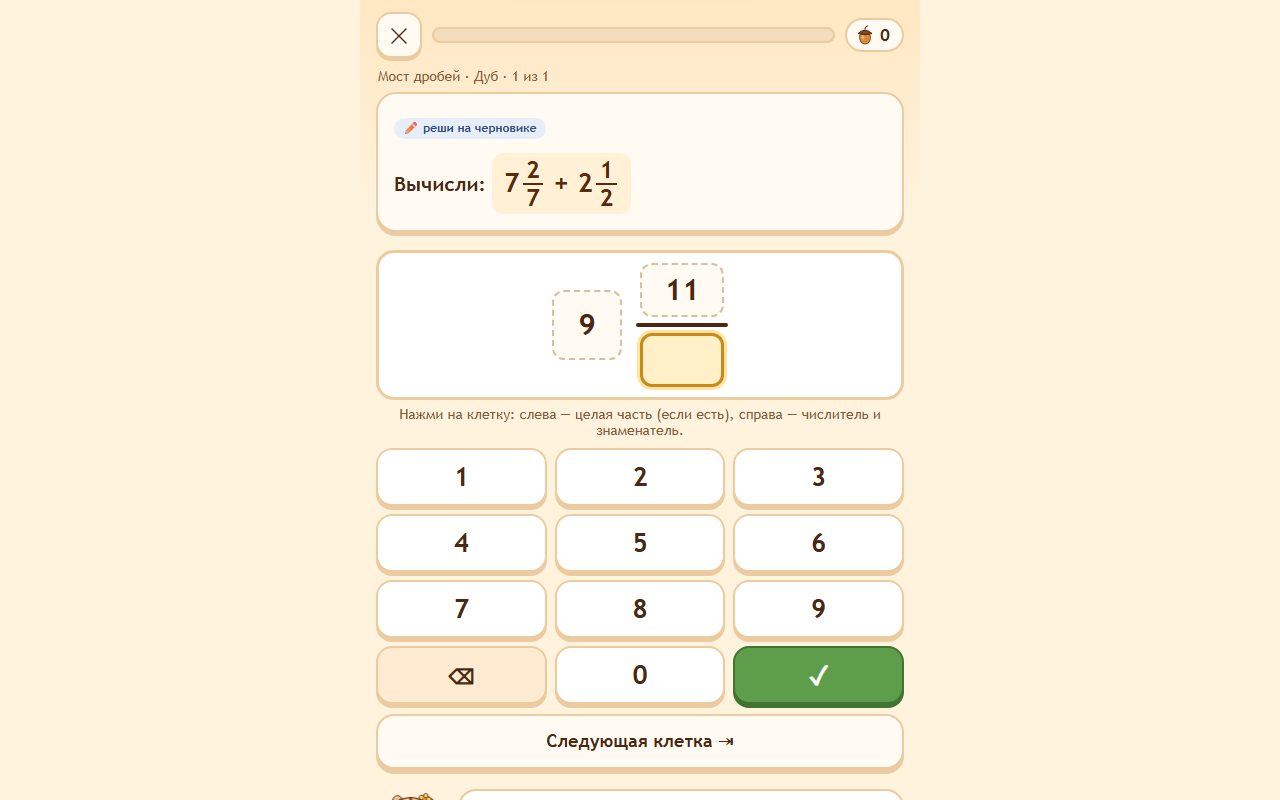 0
Мост дробей · Дуб · 1 из 1
реши на черновике
Вычисли: 7 2/7 + 2 1/2
9 11
Нажми на клетку: слева — целая часть (если есть), справа — числитель и
знаменатель.
1 2 3
4 5 6
7 8 9
⌫ 0 ✓
Следующая клетка ⇥